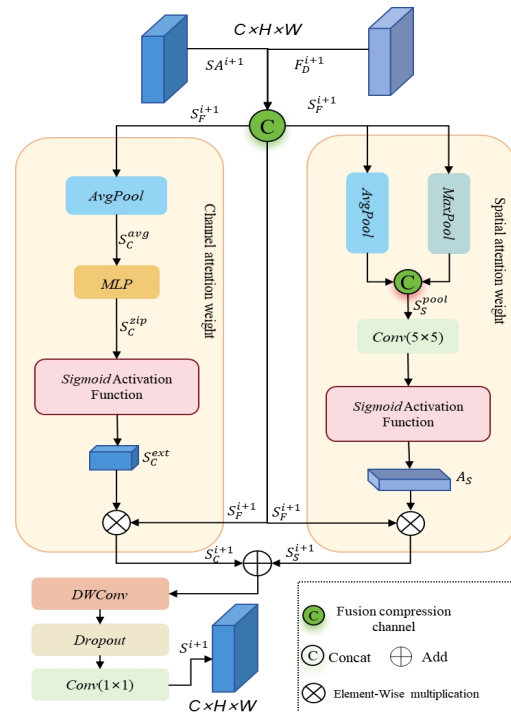 C×H×W
SA^{i+1}
F_D^{i+1}
S_F^{i+1}
S_F^{i+1}
C
AvgPool
S_C^{avg}
MLP
S_C^{zip}
Sigmoid Activation
Function
S_C^{ext}
Channel attention weight
AvgPool
MaxPool
C
S_S^{pool}
Conv(5×5)
Sigmoid Activation
Function
A_S
Spatial attention weight
S_F^{i+1}
S_F^{i+1}
S_C^{i+1}
S_S^{i+1}
DWConv
Dropout
Conv(1×1)
S^{i+1}
C×H×W
C
Fusion compression
channel
C
Concat
Add
Element-Wise multiplication